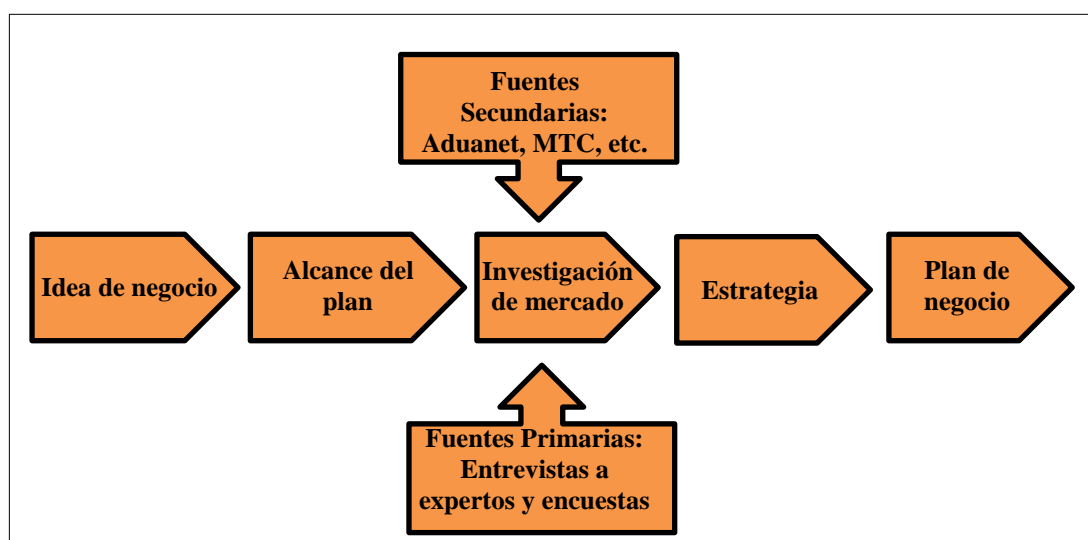 Fuentes
Secundarias:
Aduanet, MTC, etc.
Idea de negocio
Alcance del
plan
Investigación
de mercado
Estrategia
Plan de
negocio
Fuentes Primarias:
Entrevistas a
expertos y encuestas